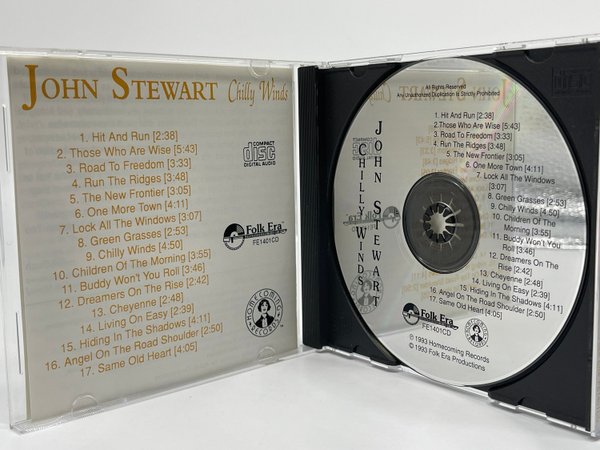 JOHN STEWART Chilly Winds
1. Hit And Run [2:38]
2. Those Who Are Wise [5:43]
3. Road To Freedom [3:33]
4. Run The Ridges [3:48]
5. The New Frontier [3:05]
6. One More Town [4:11]
7. Lock All The Windows [3:07]
8. Green Grasses [2:53]
9. Chilly Winds [4:50]
10. Children Of The Morning [3:55]
11. Buddy Won't You Roll [3:46]
12. Dreamers On The Rise [2:42]
13. Cheyenne [2:58]
14. Living On Easy [2:39]
15. Hiding In The Shadows [4:11]
16. Angel On The Road Shoulder [2:50]
17. Same Old Heart [4:05]
COMPACT
disc
DIGITAL AUDIO
Folk Era
FE1401CD
HOMECOMING
RECORDS
All Rights Reserved
Any Unauthorized Duplication is Strictly Prohibited
JOHN STEWART
CHILLY WINDS
1. Hit And Run [2:38]
2.Those Who Are Wise [5:43]
3. Road To Freedom [3:33]
4. Run The Ridges [3:48]
5. The New Frontier [3:05]
6. One More Town [4:11]
7. Lock All The Windows
[3:07]
8. Green Grasses [2:53]
9. Chilly Winds [4:50]
10. Children Of The
Morning [3:55]
11. Buddy Won't You
Roll [3:46]
12. Dreamers On The
Rise [2:42]
13. Cheyenne [2:58]
14. Living On Easy [2:39]
15. Hiding In The Shadows [4:11]
16. Angel On The Road Shoulder [2:50]
17. Same Old Heart [4:05]
Folk Era
FE1401CD
© 1993 Homecoming Records
℗ 1993 Folk Era Productions